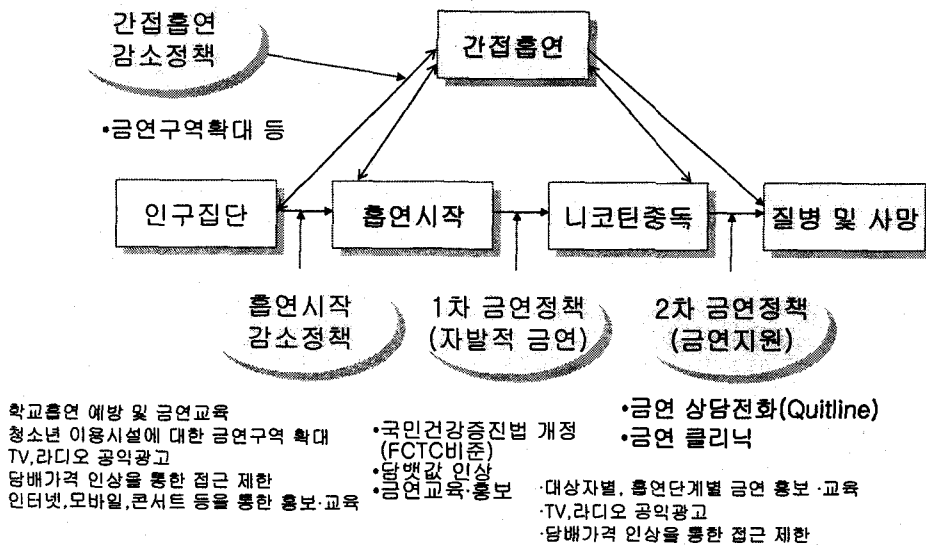 간접흡연
감소정책
간접흡연
•금연구역확대 등
인구집단
흡연시작
니코틴중독
질병 및 사망
흡연시작
감소정책
1차 금연정책
(자발적 금연)
2차 금연정책
(금연지원)
학교흡연 예방 및 금연교육
청소년 이용시설에 대한 금연구역 확대
TV,라디오 공익광고
담배가격 인상을 통한 접근 제한
인터넷,모바일,콘서트 등을 통한 홍보·교육
•국민건강증진법 개정
(FCTC비준)
•담뱃값 인상
•금연교육·홍보
•금연 상담전화(Quitline)
•금연 클리닉
·대상자별, 흡연단계별 금연 홍보 ·교육
·TV,라디오 공익광고
·담배가격 인상을 통한 접근 제한